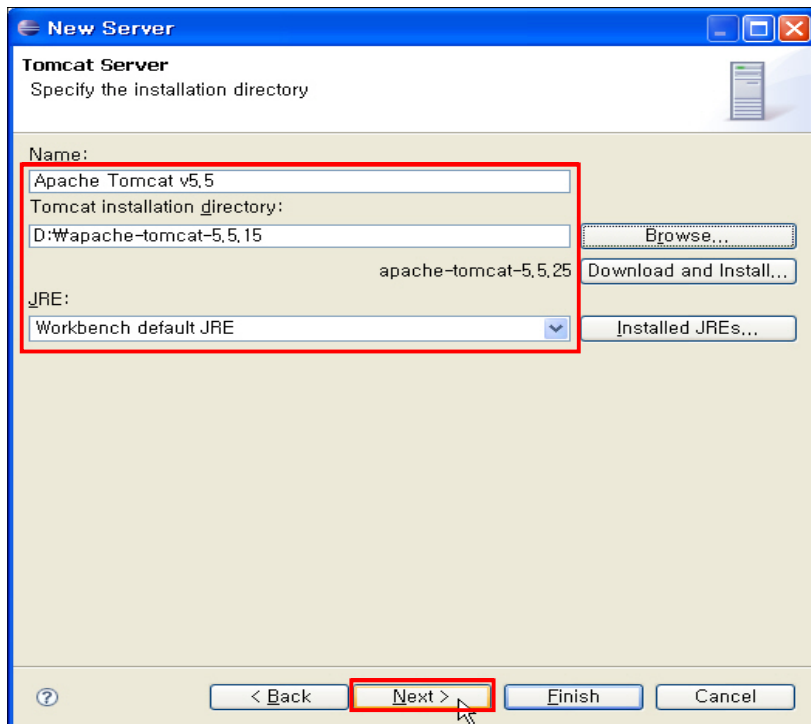 New Server
Tomcat Server
Specify the installation directory
Name:
Apache Tomcat v5.5
Tomcat installation directory:
D:₩apache-tomcat-5.5.15
Browse...
apache-tomcat-5.5.25
Download and Install...
JRE:
Workbench default JRE
Installed JREs...
?
< Back
Next >
Finish
Cancel